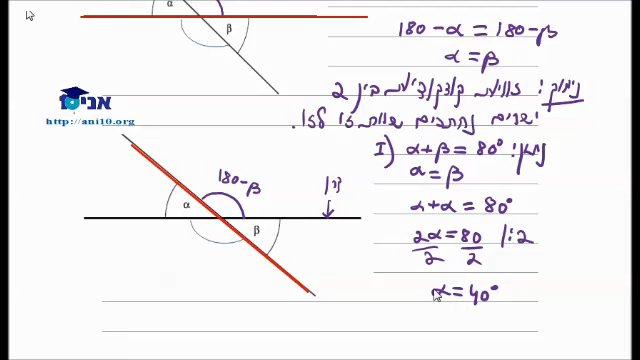 α
β
180 - α = 180 - β
α = β
נימוק: זוויות קודקודיות בין 2
ישרים נחתכים שוות זו לזו.
אני10
http://ani10.org
נתון: I) α + β = 80°
α = β
α + α = 80°
2α = 80 /:2
2 2
α = 40°
180 - β
α
β